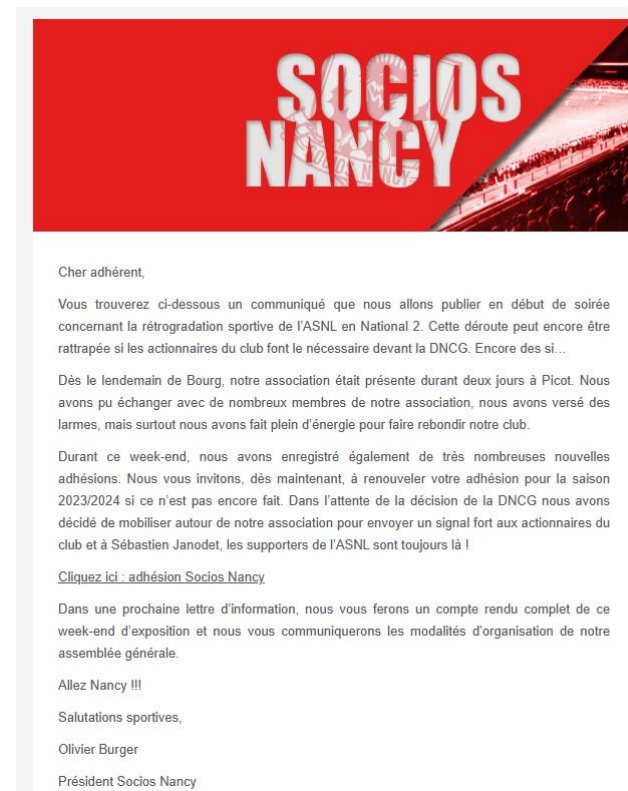 SOCIOS
NANCY
SOCIOS NANCY
Cher adhérent,
Vous trouverez ci-dessous un communiqué que nous allons publier en début de soirée
concernant la rétrogradation sportive de l'ASNL en National 2. Cette déroute peut encore être
rattrapée si les actionnaires du club font le nécessaire devant la DNCG. Encore des si…
Dès le lendemain de Bourg, notre association était présente durant deux jours à Picot. Nous
avons pu échanger avec de nombreux membres de notre association, nous avons versé des
larmes, mais surtout nous avons fait plein d'énergie pour faire rebondir notre club.
Durant ce week-end, nous avons enregistré également de très nombreuses nouvelles
adhésions. Nous vous invitons, dès maintenant, à renouveler votre adhésion pour la saison
2023/2024 si ce n'est pas encore fait. Dans l'attente de la décision de la DNCG nous avons
décidé de mobiliser autour de notre association pour envoyer un signal fort aux actionnaires du
club et à Sébastien Janodet, les supporters de l'ASNL sont toujours là !
Cliquez ici : adhésion Socios Nancy
Dans une prochaine lettre d'information, nous vous ferons un compte rendu complet de ce
week-end d'exposition et nous vous communiquerons les modalités d'organisation de notre
assemblée générale.
Allez Nancy !!!
Salutations sportives,
Olivier Burger
Président Socios Nancy